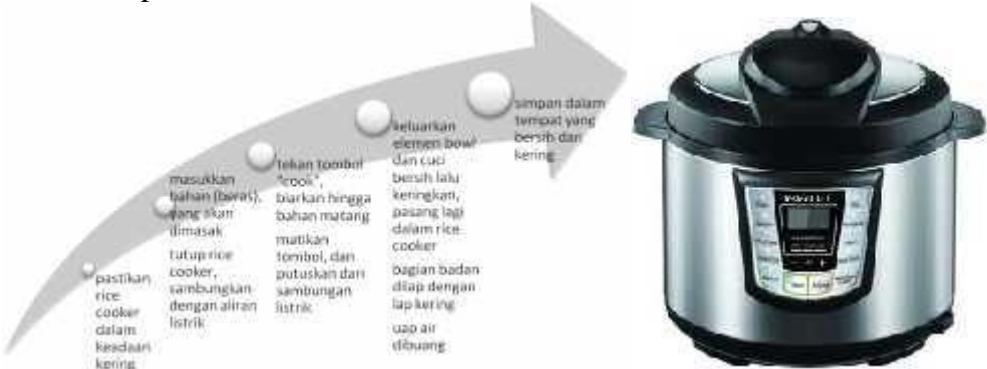 pastikan
rice
cooker
dalam
keadaan
kering
masukkan
bahan (beras),
yang akan
dimasak
tutup rice
cooker,
sambungkan
dengan aliran
listrik
tekan tombol
"cook",
biarkan hingga
bahan matang
matikan
tombol, dan
putuskan dari
sambungan
listrik
keluarkan
elemen bowl
dan cuci
bersih lalu
keringkan,
pasang lagi
dalam rice
cooker
bagian badan
dilap dengan
lap kering
uap air
dibuang
simpan dalam
tempat yang
bersih dan
kering